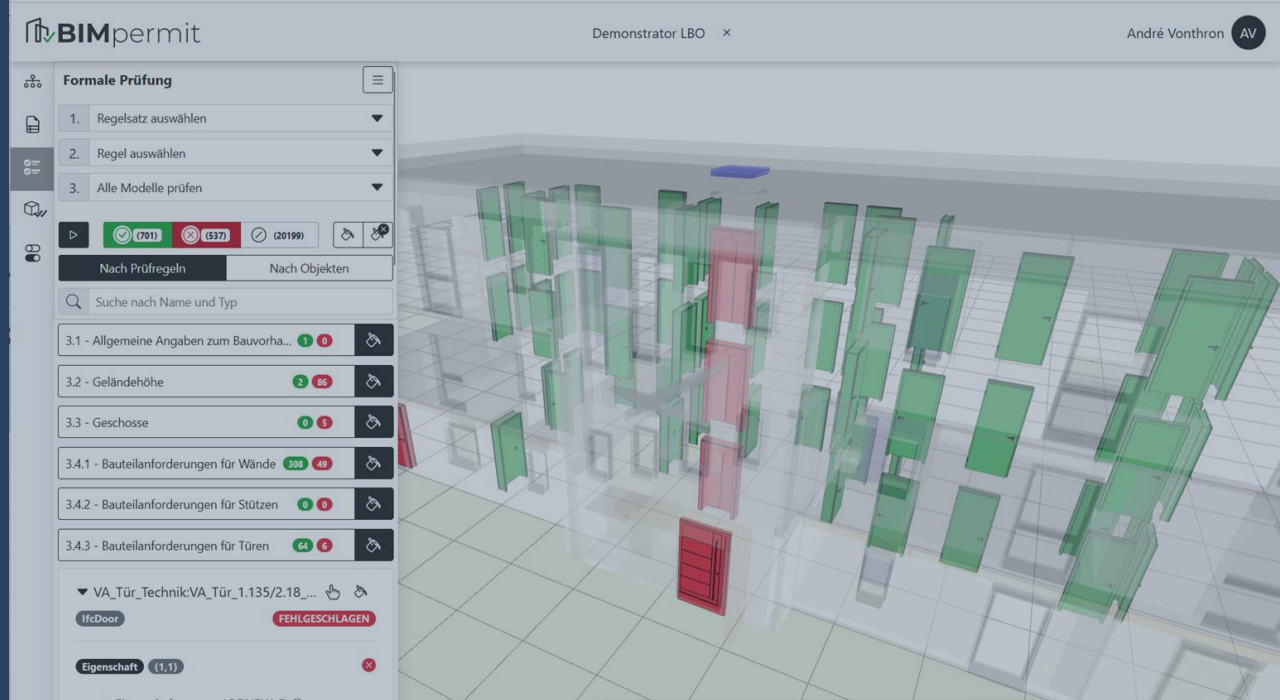 BIMpermit
Demonstrator LBO ×
André Vonthron AV
Formale Prüfung
1. Regelsatz auswählen
2. Regel auswählen
3. Alle Modelle prüfen
(701) (537) (20199)
Nach Prüfregeln Nach Objekten
Suche nach Name und Typ
3.1 - Allgemeine Angaben zum Bauvorha... 1 0
3.2 - Geländehöhe 2 86
3.3 - Geschosse 0 5
3.4.1 - Bauteilanforderungen für Wände 308 49
3.4.2 - Bauteilanforderungen für Stützen 0 0
3.4.3 - Bauteilanforderungen für Türen 64 6
VA_Tür_Technik:VA_Tür_1.135/2.18_...
IfcDoor FEHLGESCHLAGEN
Eigenschaft (1,1)